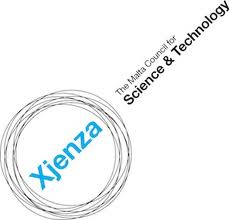 The Malta Council for
Science & Technology
Xjenza